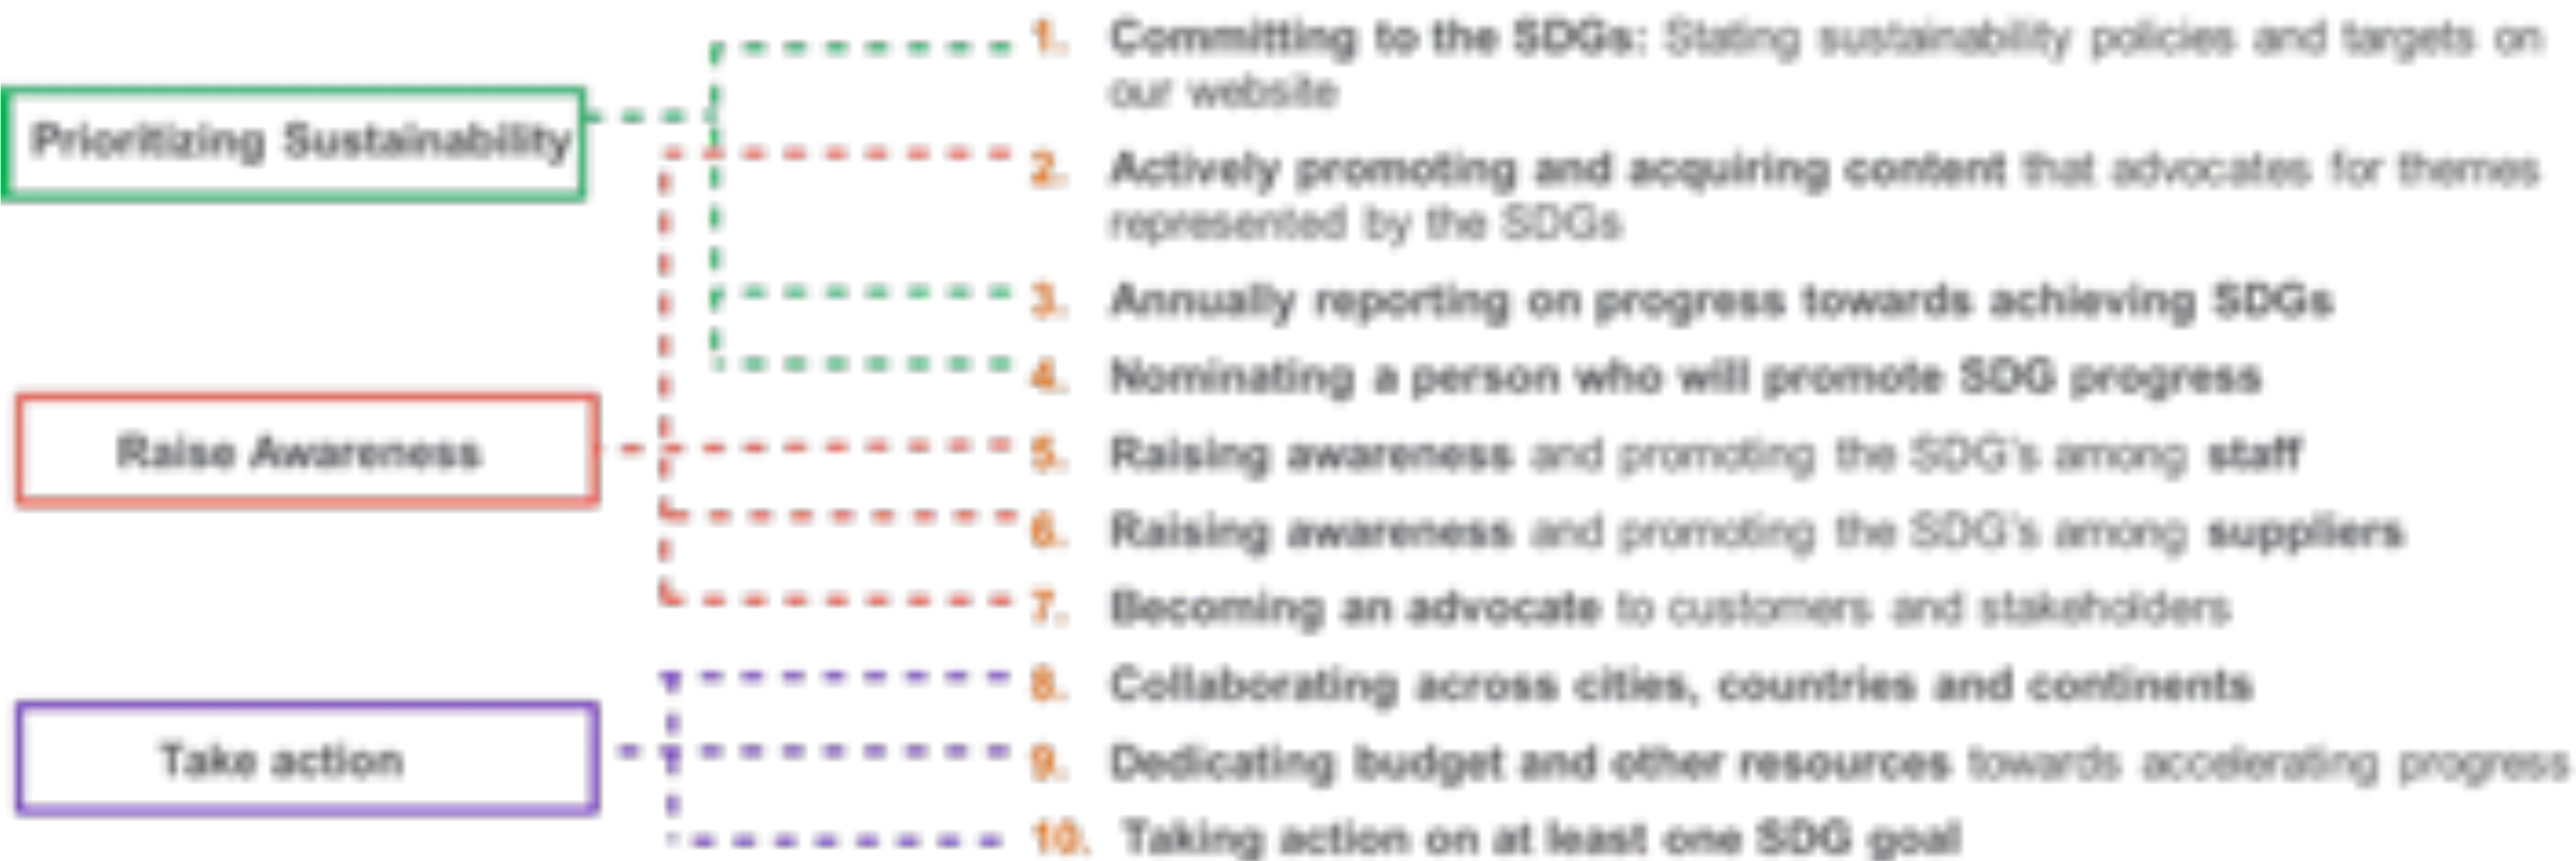 Prioritizing Sustainability
Raise Awareness
Take action
1. Committing to the SDGs: Stating sustainability policies and targets on
our website
2. Actively promoting and acquiring content that advocates for themes
represented by the SDGs
3. Annually reporting on progress towards achieving SDGs
4. Nominating a person who will promote SDG progress
5. Raising awareness and promoting the SDG's among staff
6. Raising awareness and promoting the SDG's among suppliers
7. Becoming an advocate to customers and stakeholders
8. Collaborating across cities, countries and continents
9. Dedicating budget and other resources towards accelerating progress
10. Taking action on at least one SDG goal